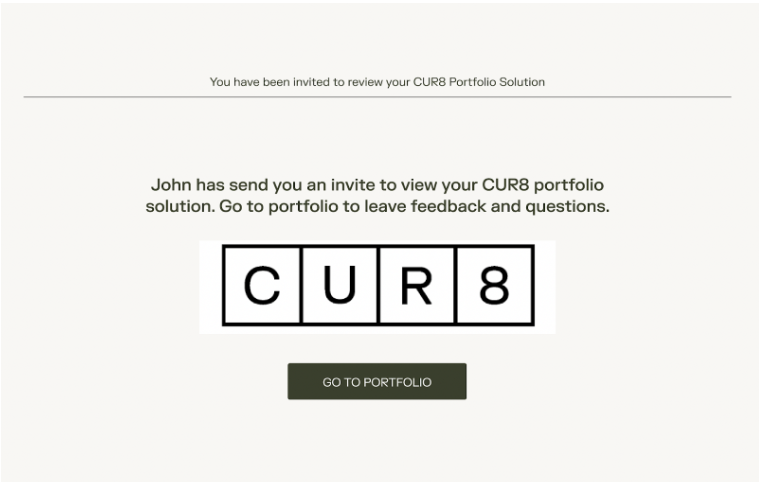 You have been invited to review your CUR8 Portfolio Solution
John has send you an invite to view your CUR8 portfolio
solution. Go to portfolio to leave feedback and questions.
CUR8
GO TO PORTFOLIO